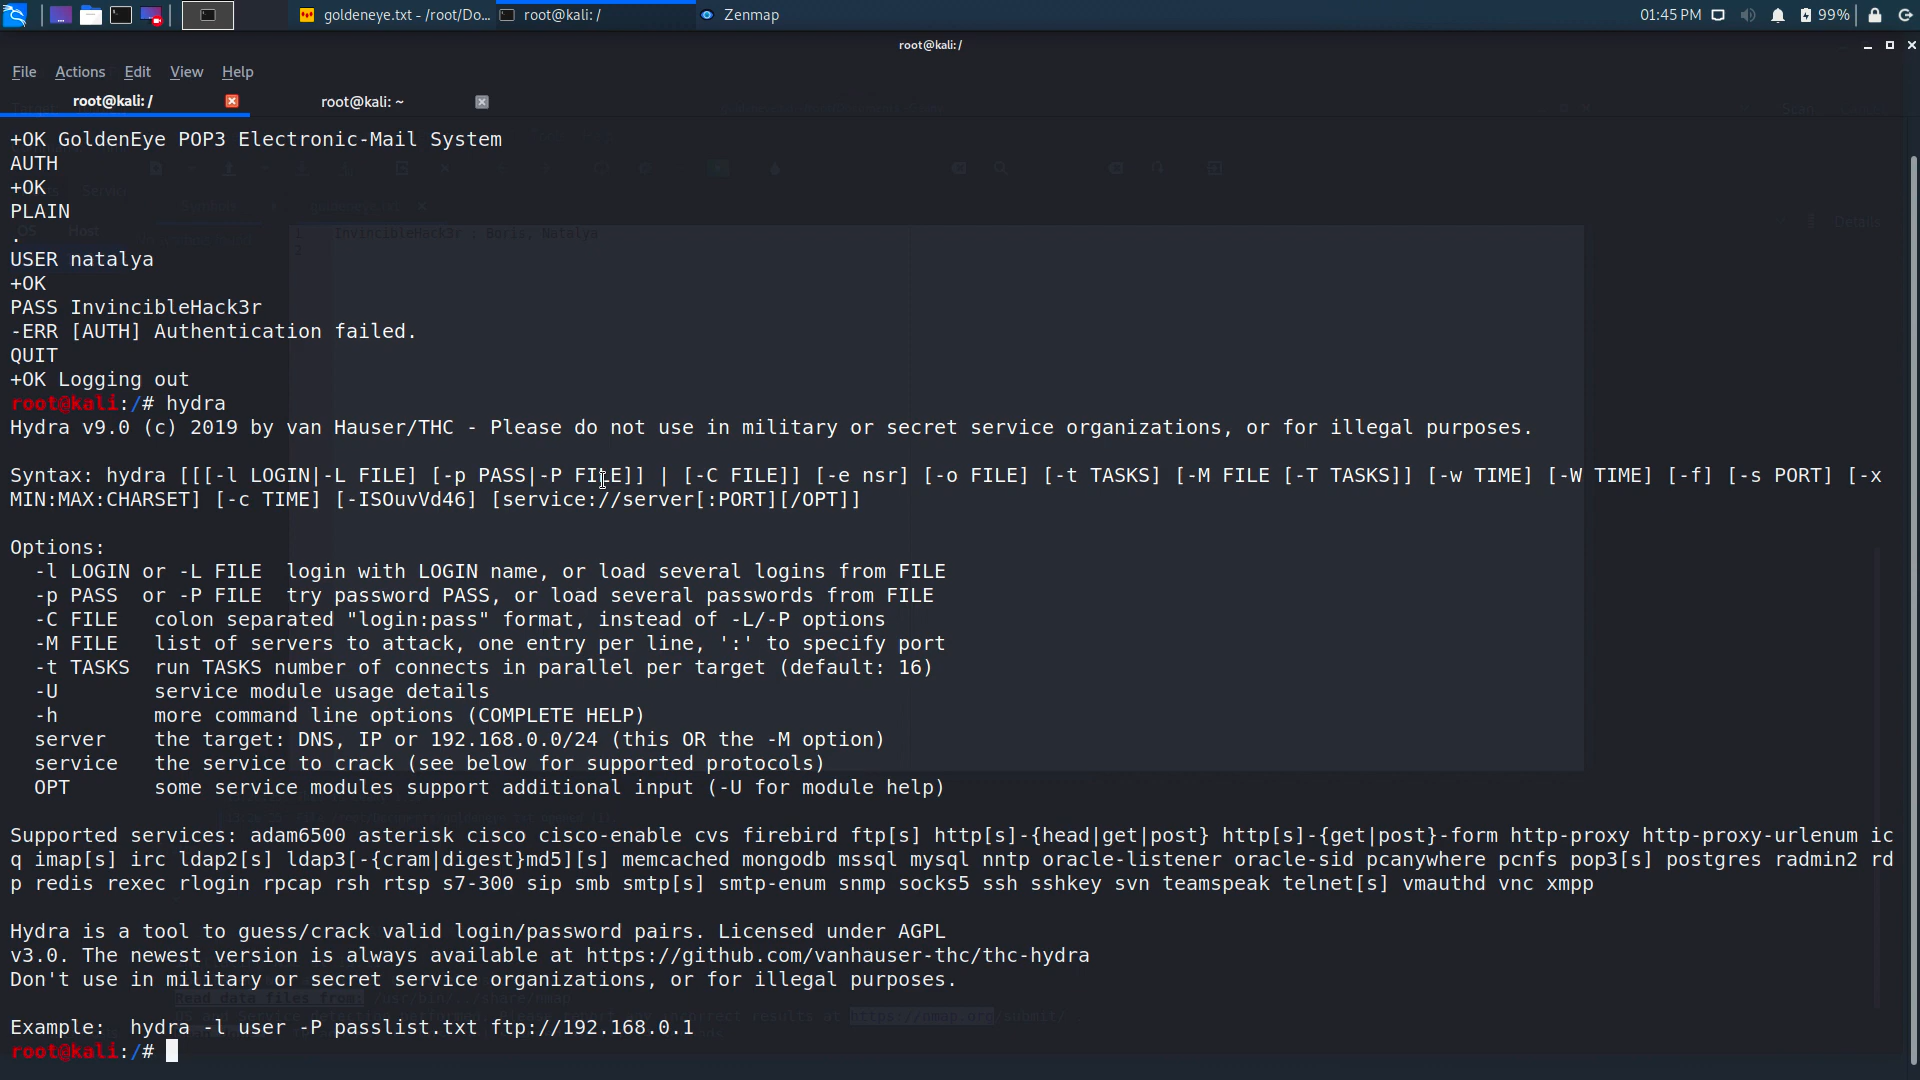 goldeneye.txt - /root/Do...
root@kali: /
Zenmap
01:45 PM
99%
root@kali: /
File Actions Edit View Help
root@kali: /
root@kali: ~
+OK GoldenEye POP3 Electronic-Mail System
AUTH
+OK
PLAIN
.
USER natalya
+OK
PASS InvincibleHack3r
-ERR [AUTH] Authentication failed.
QUIT
+OK Logging out
root@kali:/# hydra
Hydra v9.0 (c) 2019 by van Hauser/THC - Please do not use in military or secret service organizations, or for illegal purposes.
Syntax: hydra [[[-l LOGIN|-L FILE] [-p PASS|-P FILE]] | [-C FILE]] [-e nsr] [-o FILE] [-t TASKS] [-M FILE [-T TASKS]] [-w TIME] [-W TIME] [-f] [-s PORT] [-x
MIN:MAX:CHARSET] [-c TIME] [-ISOuvVd46] [service://server[:PORT][/OPT]]
Options:
-l LOGIN or -L FILE  login with LOGIN name, or load several logins from FILE
-p PASS  or -P FILE  try password PASS, or load several passwords from FILE
-C FILE   colon separated "login:pass" format, instead of -L/-P options
-M FILE   list of servers to attack, one entry per line, ':' to specify port
-t TASKS  run TASKS number of connects in parallel per target (default: 16)
-U        service module usage details
-h        more command line options (COMPLETE HELP)
server    the target: DNS, IP or 192.168.0.0/24 (this OR the -M option)
service   the service to crack (see below for supported protocols)
OPT       some service modules support additional input (-U for module help)
Supported services: adam6500 asterisk cisco cisco-enable cvs firebird ftp[s] http[s]-{head|get|post} http[s]-{get|post}-form http-proxy http-proxy-urlenum ic
q imap[s] irc ldap2[s] ldap3[-{cram|digest}md5][s] memcached mongodb mssql mysql nntp oracle-listener oracle-sid pcanywhere pcnfs pop3[s] postgres radmin2 rd
p redis rexec rlogin rpcap rsh rtsp s7-300 sip smb smtp[s] smtp-enum snmp socks5 ssh sshkey svn teamspeak telnet[s] vmauthd vnc xmpp
Hydra is a tool to guess/crack valid login/password pairs. Licensed under AGPL
v3.0. The newest version is always available at https://github.com/vanhauser-thc/thc-hydra
Don't use in military or secret service organizations, or for illegal purposes.
Example:  hydra -l user -P passlist.txt ftp://192.168.0.1
root@kali:/#